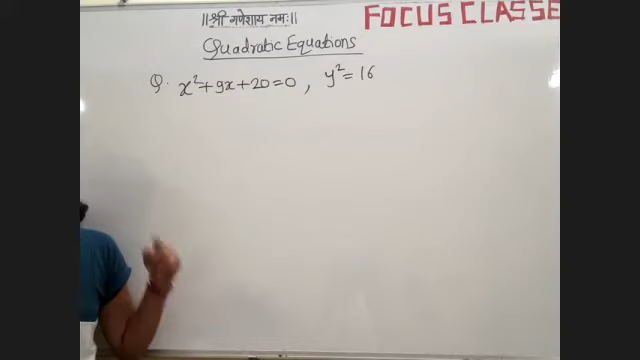 ||श्री गणेशाय नमः||
FOCUS CLASSE
Quadratic Equations
Q. x²+9x+20=0 , y²=16